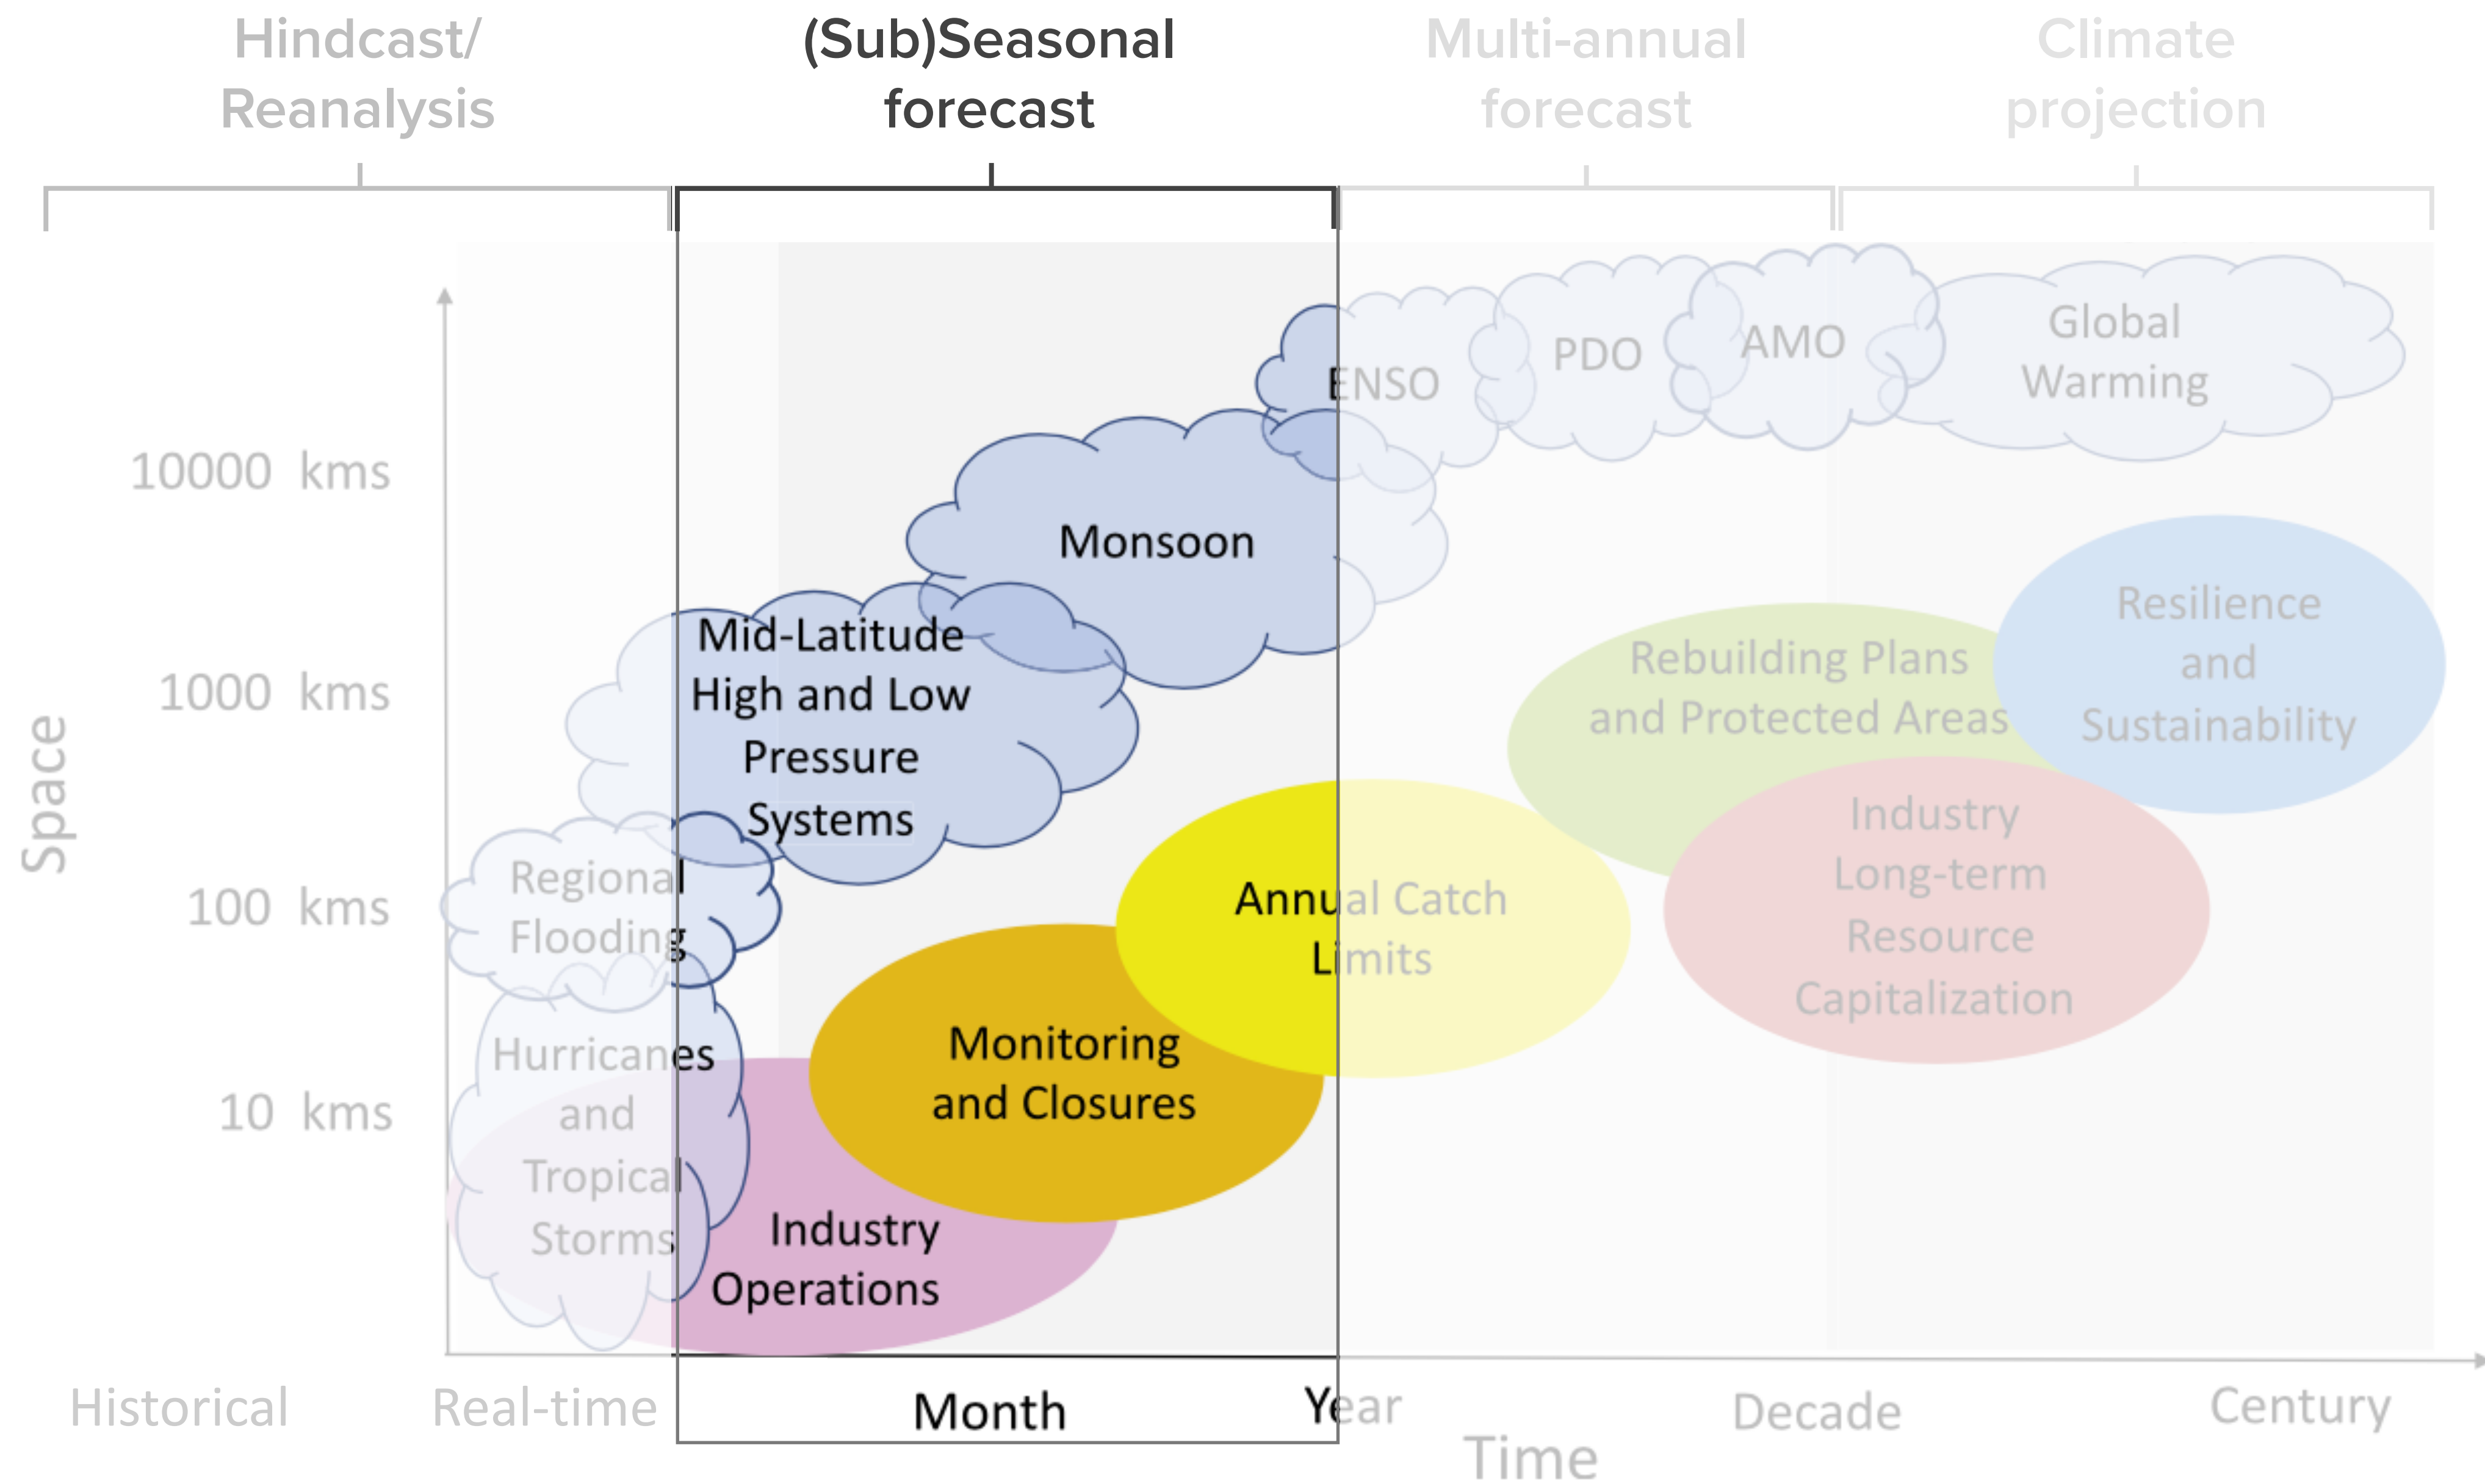 Hindcast/
Reanalysis
(Sub)Seasonal
forecast
Multi-annual
forecast
Climate
projection
Space
10000 kms
1000 kms
100 kms
10 kms
ENSO
PDO
AMO
Global
Warming
Monsoon
Mid-Latitude
High and Low
Pressure
Systems
Regional
Flooding
Hurricanes
and
Tropical
Storms
Industry
Operations
Monitoring
and Closures
Annual Catch
Limits
Rebuilding Plans
and Protected Areas
Resilience
and
Sustainability
Industry
Long-term
Resource
Capitalization
Historical
Real-time
Month
Year
Decade
Century
Time